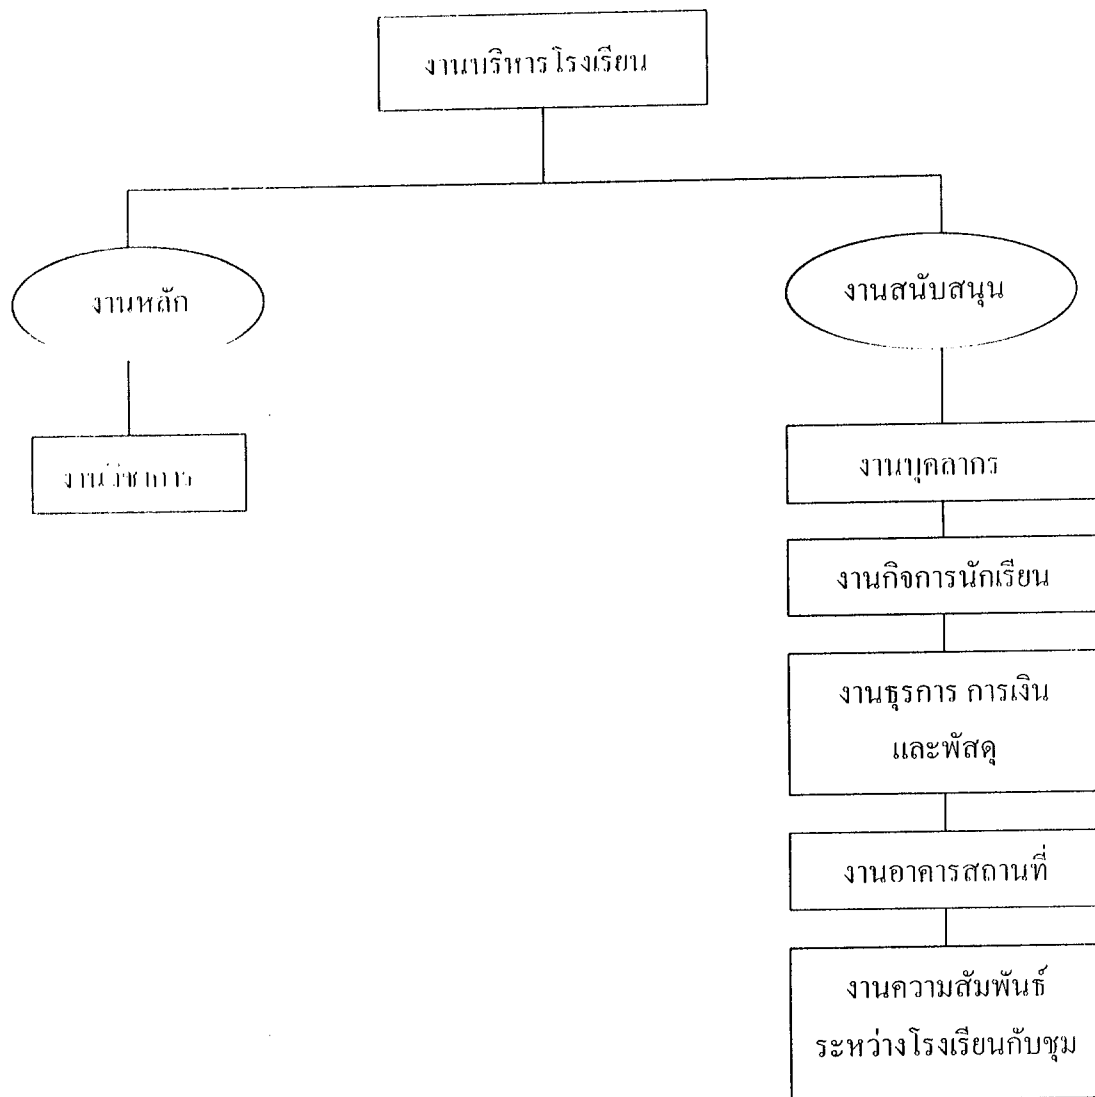 งานบริหารโรงเรียน
งานหลัก
งานสนับสนุน
งานวิชาการ
งานบุคลากร
งานกิจการนักเรียน
งานธุรการ การเงิน
และพัสดุ
งานอาคารสถานที่
งานความสัมพันธ์
ระหว่างโรงเรียนกับชุม